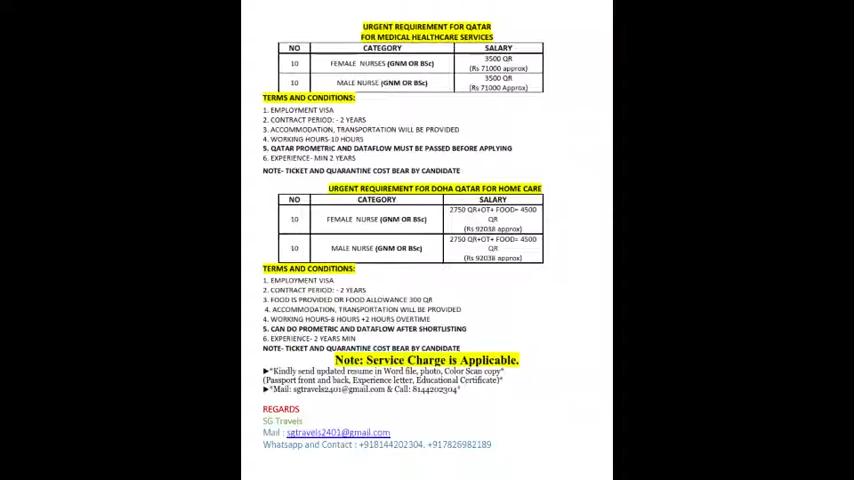 URGENT REQUIREMENT FOR QATAR
FOR MEDICAL HEALTHCARE SERVICES
NO CATEGORY SALARY
10 FEMALE NURSES (GNM OR BSc) 3500 QR
(Rs 71000 approx)
10 MALE NURSE (GNM OR BSc) 3500 QR
(Rs 71000 Approx)
TERMS AND CONDITIONS:
1. EMPLOYMENT VISA
2. CONTRACT PERIOD: - 2 YEARS
3. ACCOMMODATION, TRANSPORTATION WILL BE PROVIDED
4. WORKING HOURS-10 HOURS
5. QATAR PROMETRIC AND DATAFLOW MUST BE PASSED BEFORE APPLYING
6. EXPERIENCE- MIN 2 YEARS
NOTE- TICKET AND QUARANTINE COST BEAR BY CANDIDATE
URGENT REQUIREMENT FOR DOHA QATAR FOR HOME CARE
NO CATEGORY SALARY
10 FEMALE NURSE (GNM OR BSc) 2750 QR+OT+ FOOD= 4500
QR
(Rs 92038 approx)
10 MALE NURSE (GNM OR BSc) 2750 QR+OT+ FOOD= 4500
QR
(Rs 92038 approx)
TERMS AND CONDITIONS:
1. EMPLOYMENT VISA
2. CONTRACT PERIOD: - 2 YEARS
3. FOOD IS PROVIDED OR FOOD ALLOWANCE 300 QR
4. ACCOMMODATION, TRANSPORTATION WILL BE PROVIDED
4. WORKING HOURS-8 HOURS +2 HOURS OVERTIME
5. CAN DO PROMETRIC AND DATAFLOW AFTER SHORTLISTING
6. EXPERIENCE- 2 YEARS MIN
NOTE- TICKET AND QUARANTINE COST BEAR BY CANDIDATE
Note: Service Charge is Applicable.
▶*Kindly send updated resume in Word file, photo, Color Scan copy*
(Passport front and back, Experience letter, Educational Certificate)*
▶*Mail: sgtravels2401@gmail.com & Call: 8144202304*
REGARDS
SG Travels
Mail : sgtravels2401@gmail.com
Whatsapp and Contact : +918144202304. +917826982189